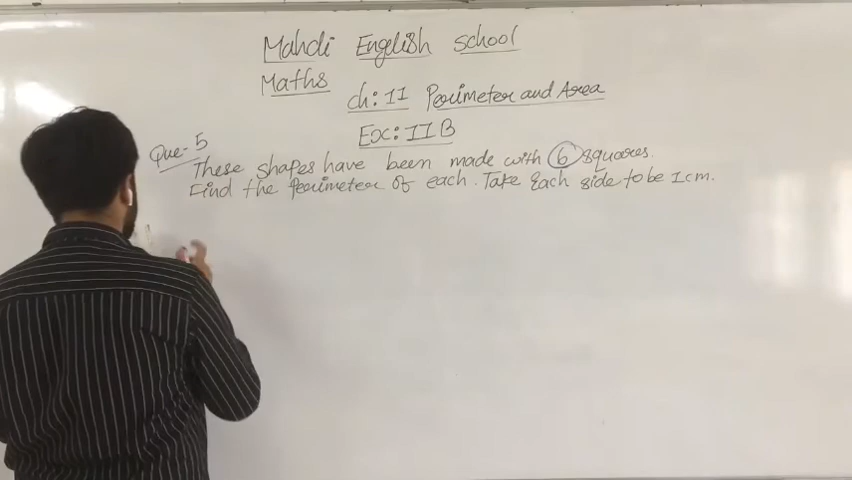 Mahdi English school
Maths
ch: 11 Perimeter and Area
Ex: 11 B
Que- 5
These shapes have been made with 6 squares.
Find the perimeter of each. Take Each side to be 1cm.